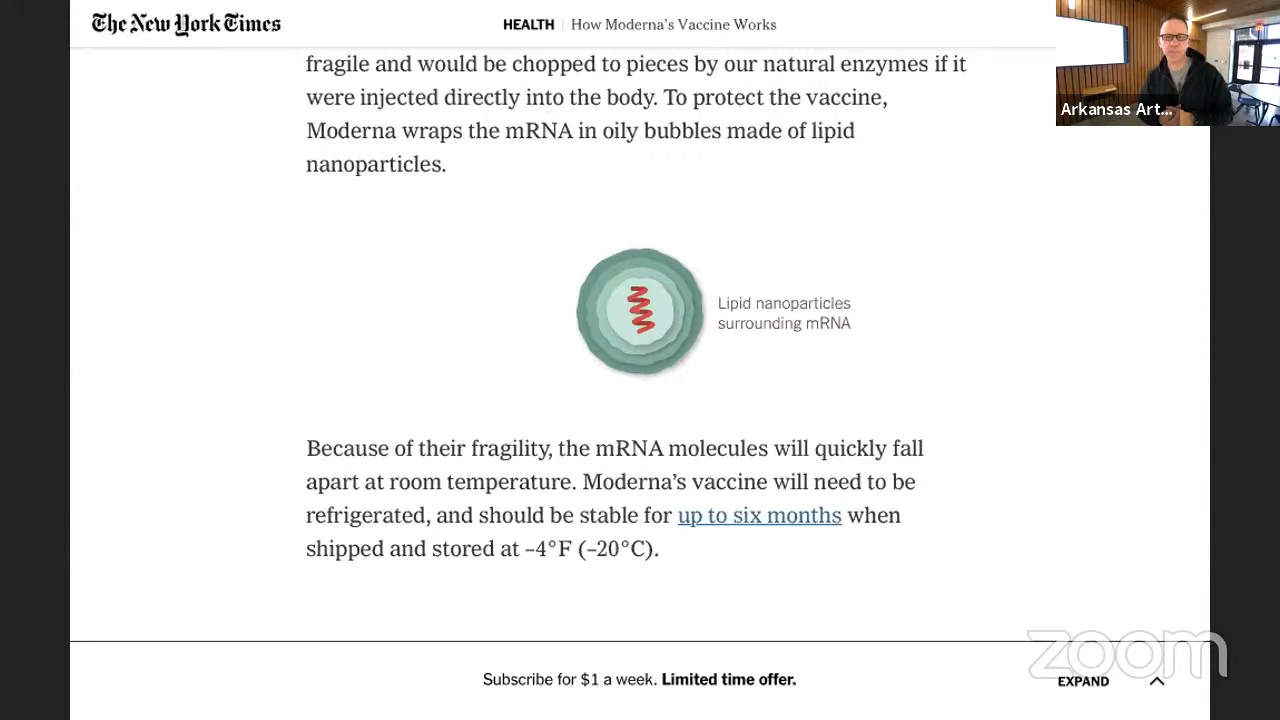 The New York Times
HEALTH | How Moderna's Vaccine Works
Arkansas Art...
fragile and would be chopped to pieces by our natural enzymes if it
were injected directly into the body. To protect the vaccine,
Moderna wraps the mRNA in oily bubbles made of lipid
nanoparticles.
Lipid nanoparticles
surrounding mRNA
Because of their fragility, the mRNA molecules will quickly fall
apart at room temperature. Moderna's vaccine will need to be
refrigerated, and should be stable for up to six months when
shipped and stored at –4°F (–20°C).
zoom
Subscribe for $1 a week. Limited time offer.
EXPAND